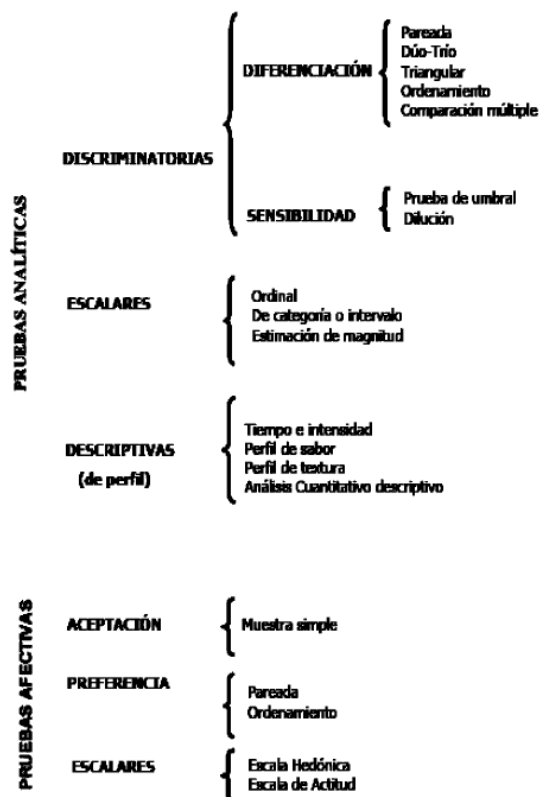 PRUEBAS ANALÍTICAS
DISCRIMINATORIAS
DIFERENCIACIÓN
Pareada
Dúo-Trío
Triangular
Ordenamiento
Comparación múltiple
SENSIBILIDAD
Prueba de umbral
Dilución
ESCALARES
Ordinal
De categoría o intervalo
Estimación de magnitud
DESCRIPTIVAS
(de perfil)
Tiempo e intensidad
Perfil de sabor
Perfil de textura
Análisis Cuantitativo descriptivo
PRUEBAS AFECTIVAS
ACEPTACIÓN
Muestra simple
PREFERENCIA
Pareada
Ordenamiento
ESCALARES
Escala Hedónica
Escala de Actitud